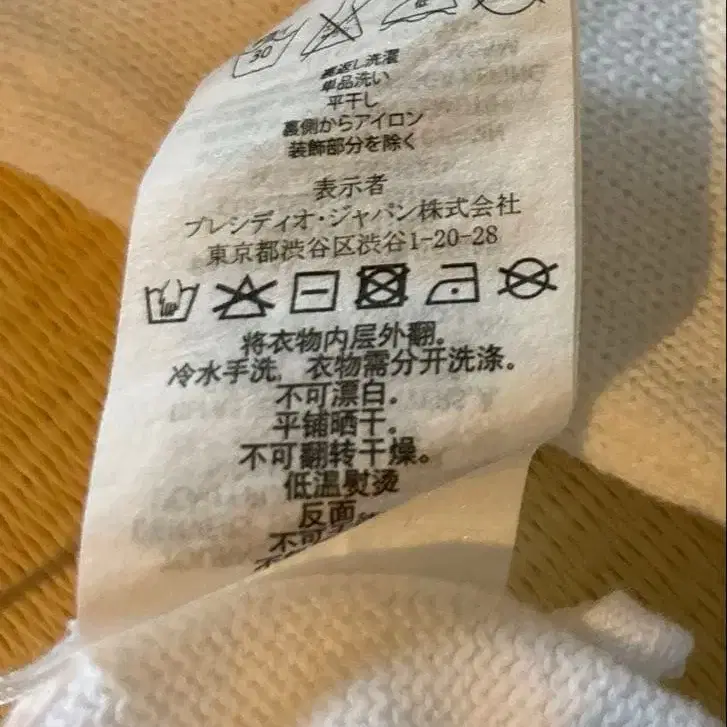 30
裏返し洗濯
単品洗い
平干し
裏側からアイロン
装飾部分を除く
表示者
プレシディオ・ジャパン株式会社
東京都渋谷区渋谷1-20-28
将衣物内层外翻。
冷水手洗,衣物需分开洗涤。
不可漂白。
平铺晒干。
不可翻转干燥。
低温熨烫
反面。
不可